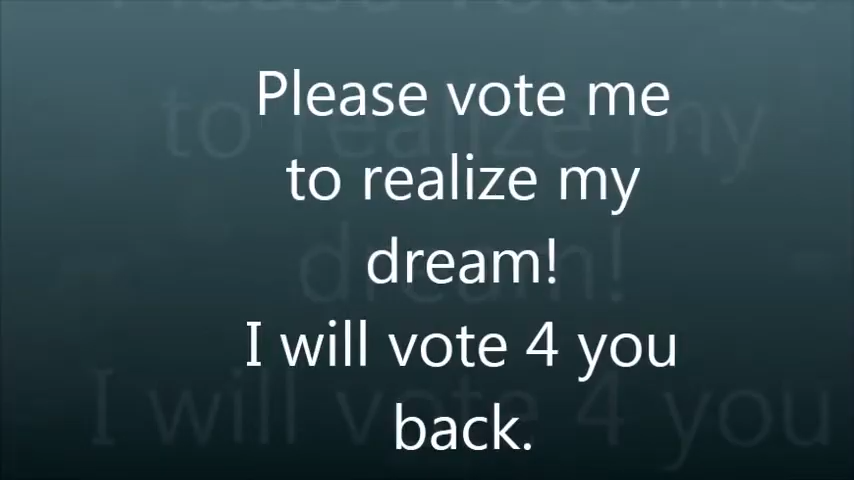 Please vote me
to realize my
dream!
I will vote 4 you
back.